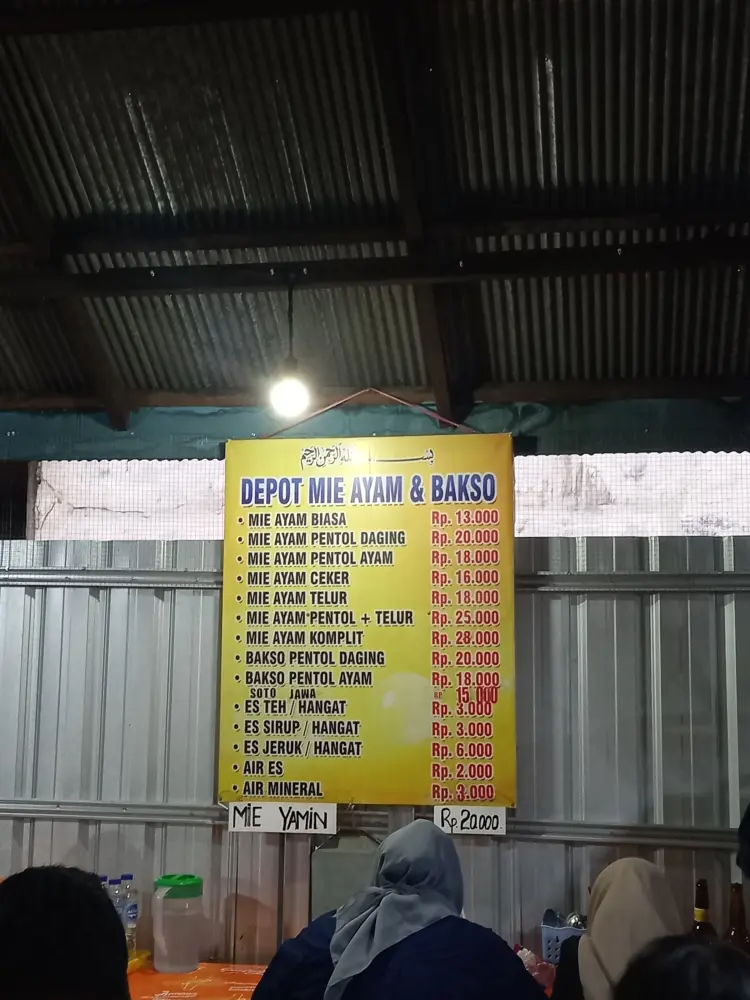 بسم الله الرحمن الرحيم
DEPOT MIE AYAM & BAKSO
• MIE AYAM BIASA Rp. 13.000
• MIE AYAM PENTOL DAGING Rp. 20.000
• MIE AYAM PENTOL AYAM Rp. 18.000
• MIE AYAM CEKER Rp. 16.000
• MIE AYAM TELUR Rp. 18.000
• MIE AYAM PENTOL + TELUR Rp. 25.000
• MIE AYAM KOMPLIT Rp. 28.000
• BAKSO PENTOL DAGING Rp. 20.000
• BAKSO PENTOL AYAM Rp. 18.000
SOTO JAWA RP 15.000
• ES TEH / HANGAT Rp. 3.000
• ES SIRUP / HANGAT Rp. 3.000
• ES JERUK / HANGAT Rp. 6.000
• AIR ES Rp. 2.000
• AIR MINERAL Rp. 3.000
MIE YAMIN Rp. 20.000.